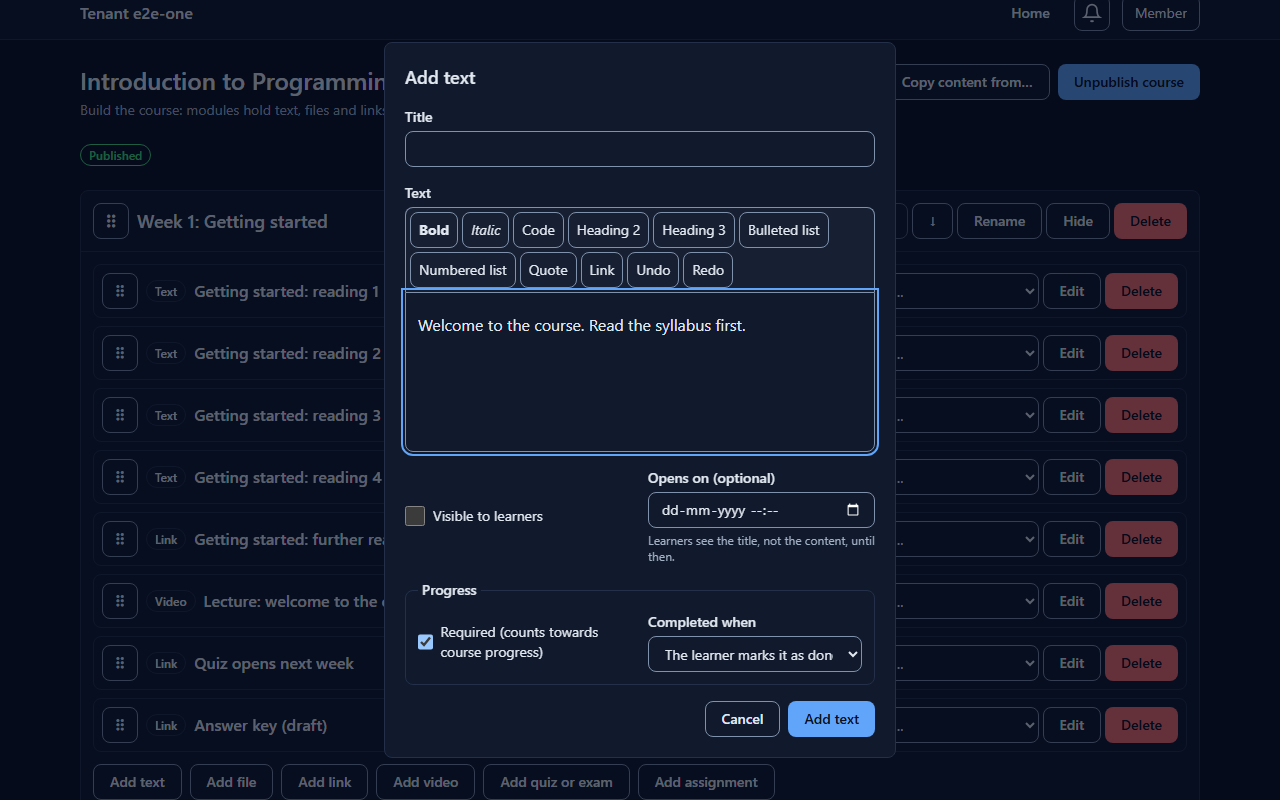 Tenant e2e-one
Home
Member
Introduction to Programmin
Copy content from...
Unpublish course
Build the course: modules hold text, files and links
Published
Week 1: Getting started
↓
Rename
Hide
Delete
Text Getting started: reading 1
.. Edit Delete
Text Getting started: reading 2
.. Edit Delete
Text Getting started: reading 3
.. Edit Delete
Text Getting started: reading 4
.. Edit Delete
Link Getting started: further rea
.. Edit Delete
Video Lecture: welcome to the
.. Edit Delete
Link Quiz opens next week
.. Edit Delete
Link Answer key (draft)
.. Edit Delete
Add text Add file Add link Add video Add quiz or exam Add assignment
Add text
Title
Text
Bold Italic Code Heading 2 Heading 3 Bulleted list
Numbered list Quote Link Undo Redo
Welcome to the course. Read the syllabus first.
Visible to learners
Opens on (optional)
dd-mm-yyyy --:--
Learners see the title, not the content, until
then.
Progress
Required (counts towards
course progress)
Completed when
The learner marks it as don
Cancel
Add text